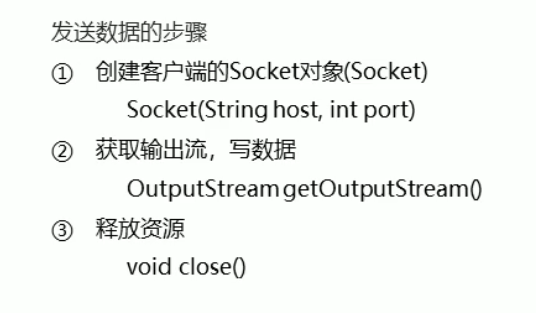 发送数据的步骤
① 创建客户端的Socket对象(Socket)
Socket(String host, int port)
② 获取输出流，写数据
OutputStream getOutputStream()
③ 释放资源
void close()